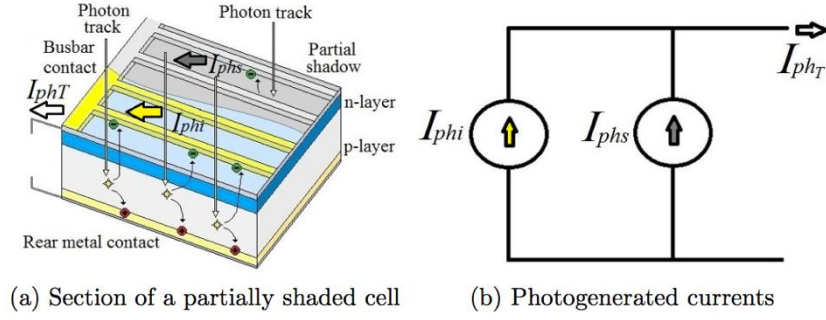 Photon track
Photon track
Busbar contact
I_phs
Partial shadow
I_phT
I_phi
n-layer
p-layer
Rear metal contact
I_phT
I_phi
I_phs
(a) Section of a partially shaded cell
(b) Photogenerated currents